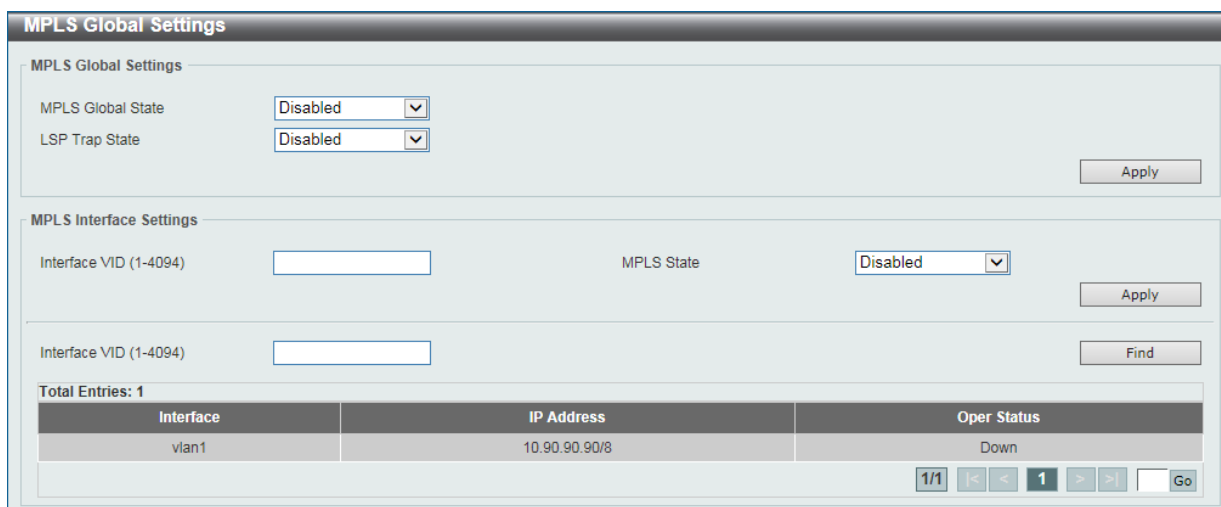 MPLS Global Settings
MPLS Global Settings
MPLS Global State Disabled
LSP Trap State Disabled
Apply
MPLS Interface Settings
Interface VID (1-4094) MPLS State Disabled
Apply
Interface VID (1-4094) Find
Total Entries: 1
Interface IP Address Oper Status
vlan1 10.90.90.90/8 Down
1/1 |< < 1 > >| Go